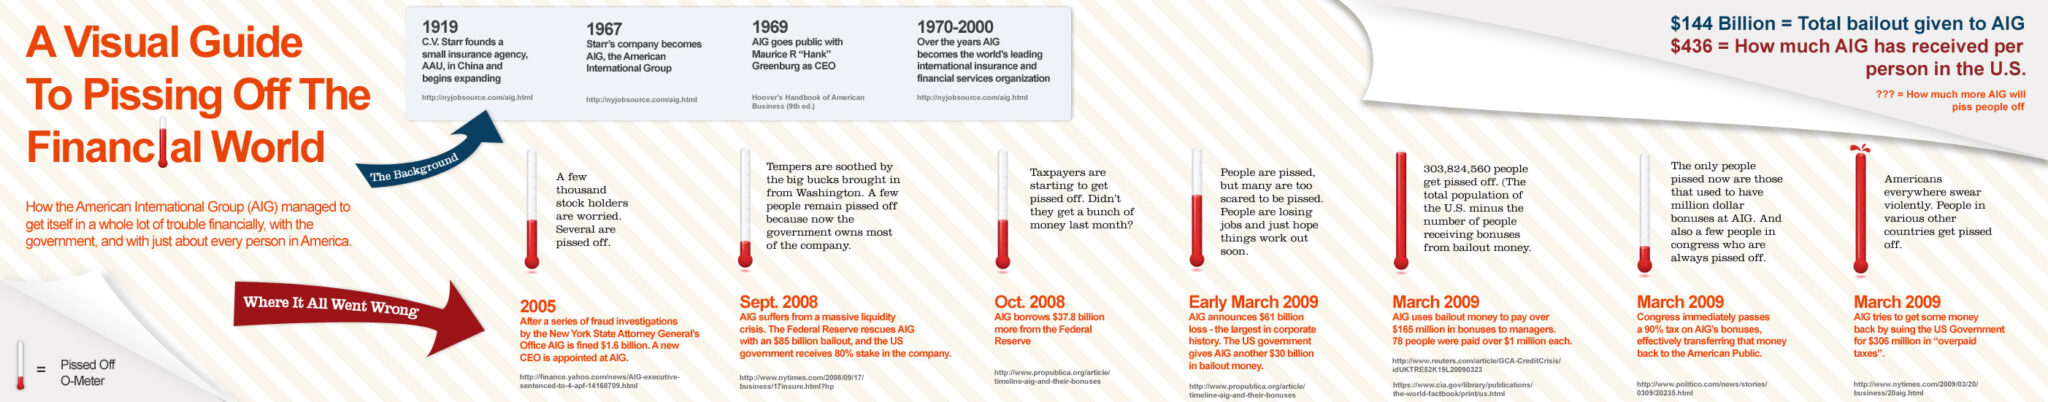 A Visual Guide
To Pissing Off The
Financial World
How the American International Group (AIG) managed to
get itself in a whole lot of trouble financially, with the
government, and with just about every person in America.
The Background
1919
C.V. Starr founds a
small insurance agency,
AAU, in China and
begins expanding
http://nyjobsource.com/aig.html
1967
Starr's company becomes
AIG, the American
International Group
http://nyjobsource.com/aig.html
1969
AIG goes public with
Maurice R “Hank”
Greenburg as CEO
Hoover's Handbook of American
Business (9th ed.)
1970-2000
Over the years AIG
becomes the world's leading
international insurance and
financial services organization
http://nyjobsource.com/aig.html
$144 Billion = Total bailout given to AIG
$436 = How much AIG has received per
person in the U.S.
??? = How much more AIG will
piss people off
Where It All Went Wrong
= Pissed Off
O-Meter
A few
thousand
stock holders
are worried.
Several are
pissed off.
2005
After a series of fraud investigations
by the New York State Attorney General's
Office AIG is fined $1.6 billion. A new
CEO is appointed at AIG.
http://finance.yahoo.com/news/AIG-executive-
sentenced-to-4-apf-14168709.html
Tempers are soothed by
the big bucks brought in
from Washington. A few
people remain pissed off
because now the
government owns most
of the company.
Sept. 2008
AIG suffers from a massive liquidity
crisis. The Federal Reserve rescues AIG
with an $85 billion bailout, and the US
government receives 80% stake in the company.
http://www.nytimes.com/2008/09/17/
business/17insure.html?hp
Taxpayers are
starting to get
pissed off. Didn't
they get a bunch of
money last month?
Oct. 2008
AIG borrows $37.8 billion
more from the Federal
Reserve
http://www.propublica.org/article/
timeline-aig-and-their-bonuses
People are pissed,
but many are too
scared to be pissed.
People are losing
jobs and just hope
things work out
soon.
Early March 2009
AIG announces $61 billion
loss - the largest in corporate
history. The US government
gives AIG another $30 billion
in bailout money.
http://www.propublica.org/article/
timeline-aig-and-their-bonuses
303,824,560 people
get pissed off. (The
total population of
the U.S. minus the
number of people
receiving bonuses
from bailout money.
March 2009
AIG uses bailout money to pay over
$165 million in bonuses to managers.
78 people were paid over $1 million each.
http://www.reuters.com/article/GCA-CreditCrisis/
idUKTRE52K19L20090323
https://www.cia.gov/library/publications/
the-world-factbook/print/us.html
The only people
pissed now are those
that used to have
million dollar
bonuses at AIG. And
also a few people in
congress who are
always pissed off.
March 2009
Congress immediately passes
a 90% tax on AIG's bonuses,
effectively transferring that money
back to the American Public.
http://www.politico.com/news/stories/
0309/20235.html
Americans
everywhere swear
violently. People in
various other
countries get pissed
off.
March 2009
AIG tries to get some money
back by suing the US Government
for $306 million in “overpaid
taxes”.
http://www.nytimes.com/2009/03/20/
business/20aig.html